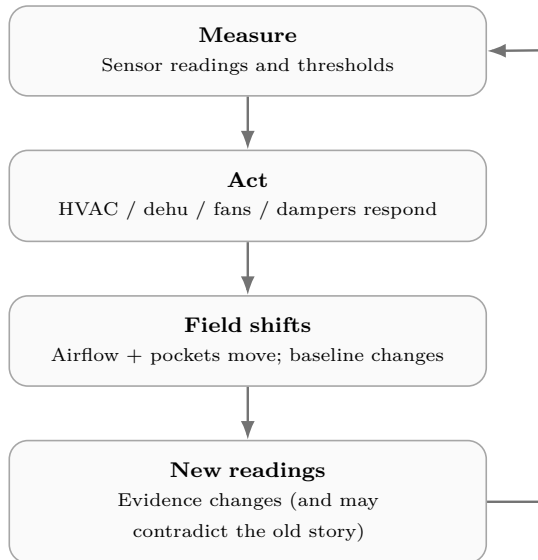 Measure
Sensor readings and thresholds
Act
HVAC / dehu / fans / dampers respond
Field shifts
Airflow + pockets move; baseline changes
New readings
Evidence changes (and may
contradict the old story)